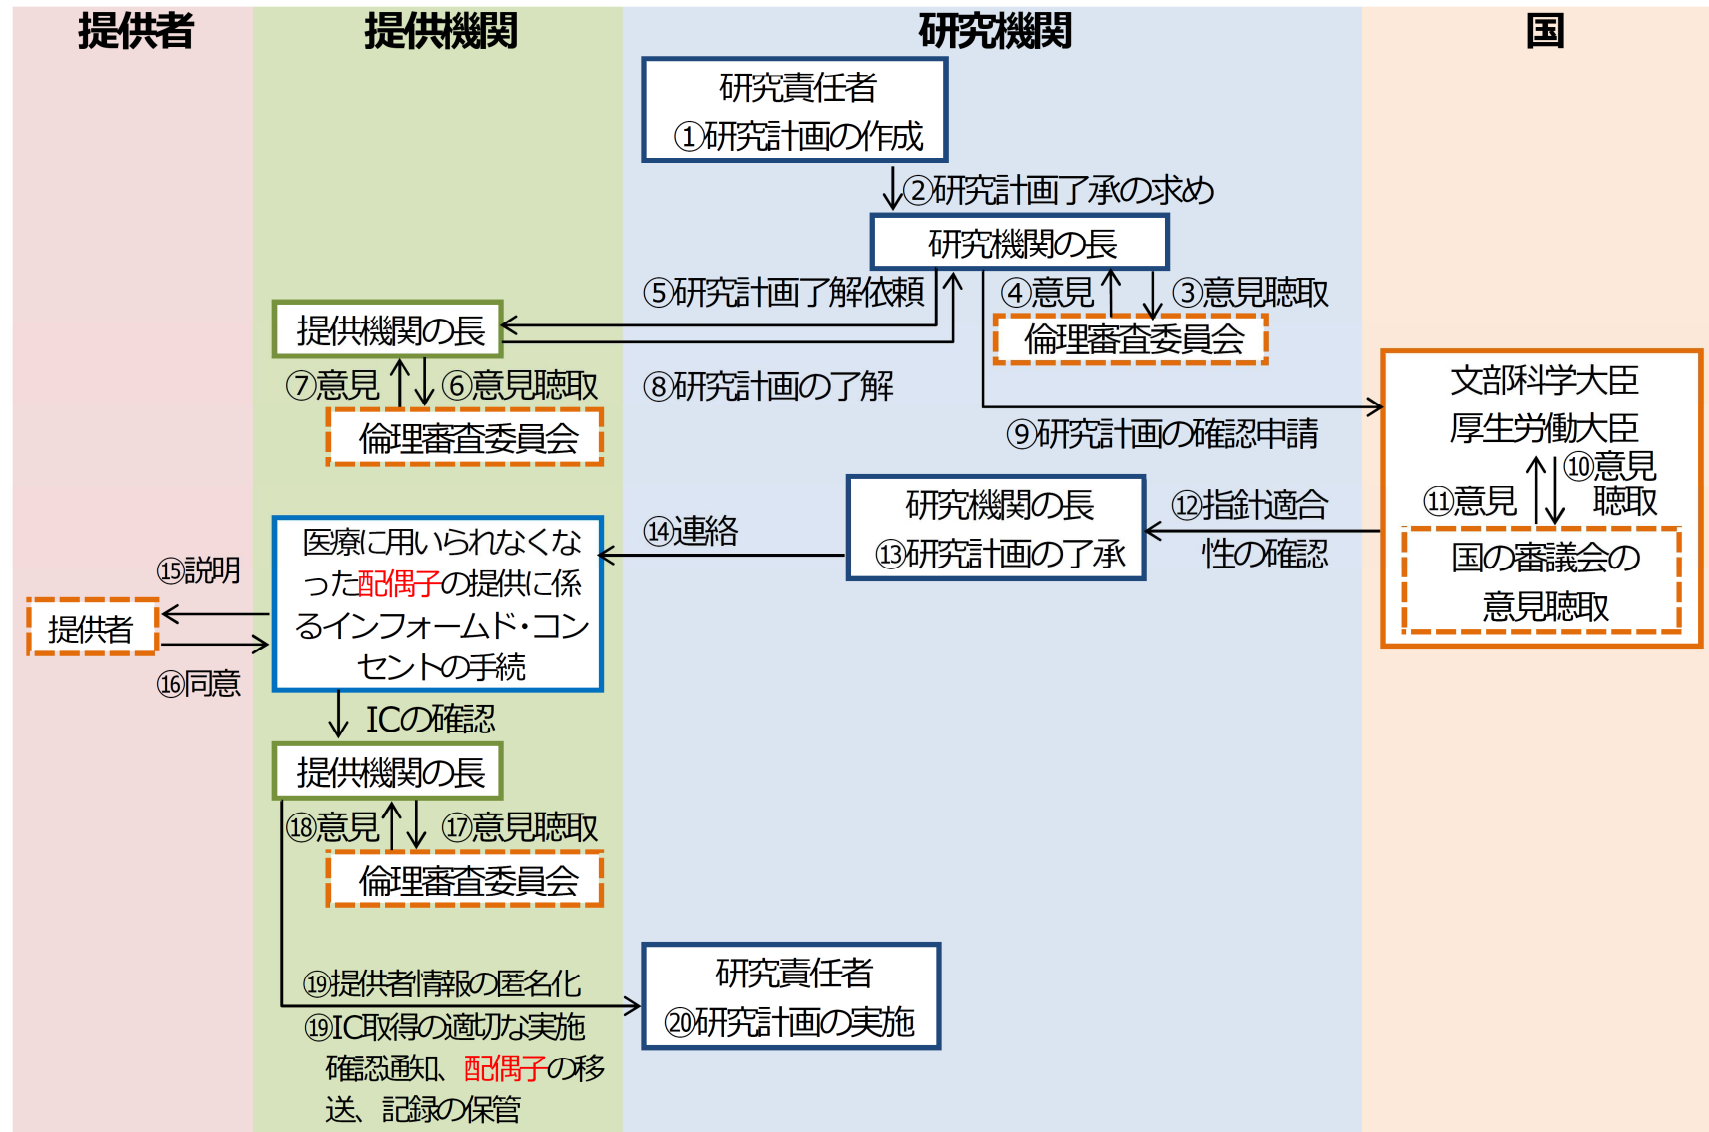 提供者
提供機関
研究機関
国
研究責任者
①研究計画の作成
②研究計画了承の求め
研究機関の長
⑤研究計画了解依頼
④意見
③意見聴取
提供機関の長
倫理審査委員会
⑦意見
⑥意見聴取
⑧研究計画の了解
倫理審査委員会
⑨研究計画の確認申請
文部科学大臣
厚生労働大臣
⑩意見
聴取
⑪意見
国の審議会の
意見聴取
⑫指針適合
性の確認
研究機関の長
⑬研究計画の了承
⑭連絡
医療に用いられなくな
った配偶子の提供に係
るインフォームド・コン
セントの手続
⑮説明
提供者
⑯同意
ICの確認
提供機関の長
⑱意見
⑰意見聴取
倫理審査委員会
⑲提供者情報の匿名化
⑲IC取得の適切な実施
確認通知、配偶子の移
送、記録の保管
研究責任者
⑳研究計画の実施